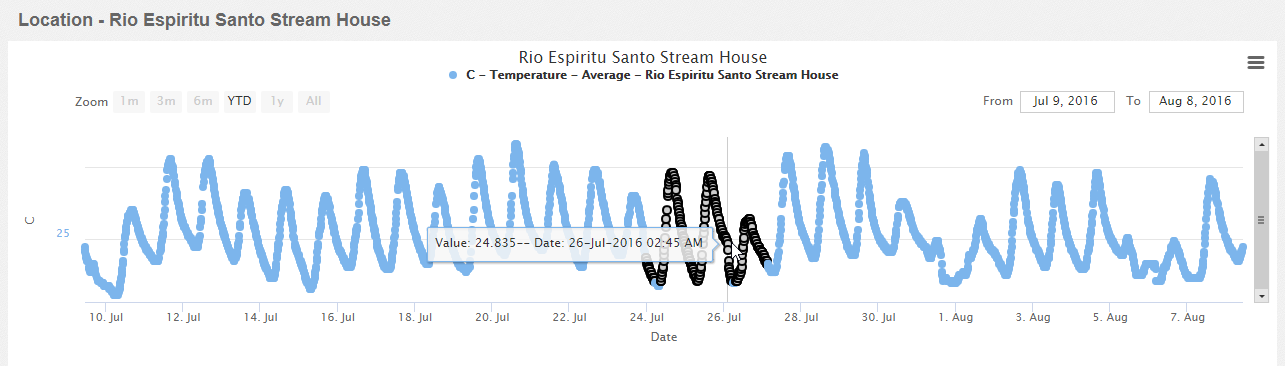 Location - Rio Espiritu Santo Stream House
Rio Espiritu Santo Stream House
C - Temperature - Average - Rio Espiritu Santo Stream House
Zoom 1m 3m 6m YTD 1y All From Jul 9, 2016 To Aug 8, 2016
C
25
Value: 24.835-- Date: 26-Jul-2016 02:45 AM
10. Jul 12. Jul 14. Jul 16. Jul 18. Jul 20. Jul 22. Jul 24. Jul 26. Jul 28. Jul 30. Jul 1. Aug 3. Aug 5. Aug 7. Aug
Date